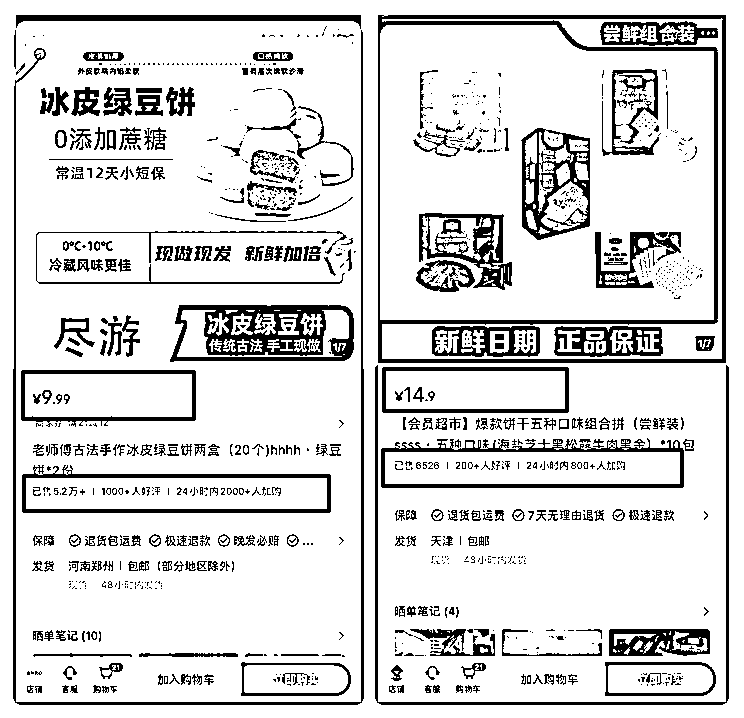 冰皮绿豆饼
0添加蔗糖
常温12天小短保
0℃-10℃
冷藏风味更佳
现做现发 新鲜加倍
尽游
冰皮绿豆饼
传统古法 手工现做
1/7
¥9.99
老师傅古法手作冰皮绿豆饼两盒（20个)hhhh · 绿豆
饼*2份
已售5.2万+ | 1000+人好评 | 24小时内2000+人加购
保障 退货包运费 极速退款 晚发必赔 ...
发货 河南郑州 | 包邮（部分地区除外）
现货 48小时内发货
晒单笔记 (10)
店铺 客服 购物车 21 加入购物车 立即购买
尝鲜组合装
新鲜日期 正品保证
1/7
¥14.9
【会员超市】爆款饼干五种口味组合拼（尝鲜装）
ssss · 五种口味(海盐芝士黑松露牛肉黑金）*10包
已售6526 | 200+人好评 | 24小时内800+人加购
保障 退货包运费 7天无理由退货 极速退款
发货 天津 | 包邮
现货 48小时内发货
晒单笔记 (4)
店铺 客服 购物车 21 加入购物车 立即购买